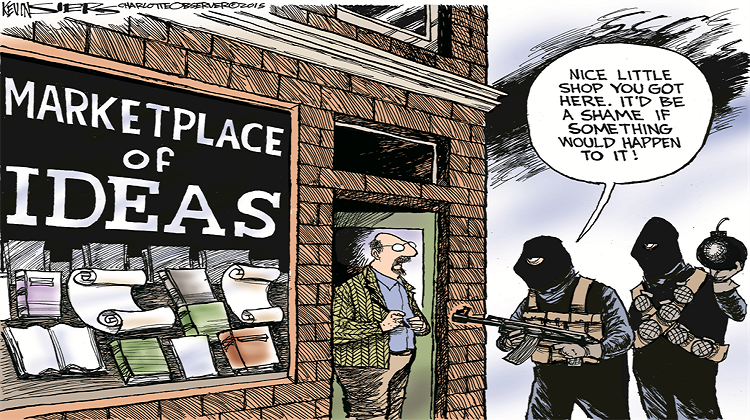 KEVIN SIERS CHARLOTTE OBSERVER ©2015
MARKETPLACE
OF
IDEAS
NICE LITTLE
SHOP YOU GOT
HERE. IT'D BE
A SHAME IF
SOMETHING
WOULD HAPPEN
TO IT!